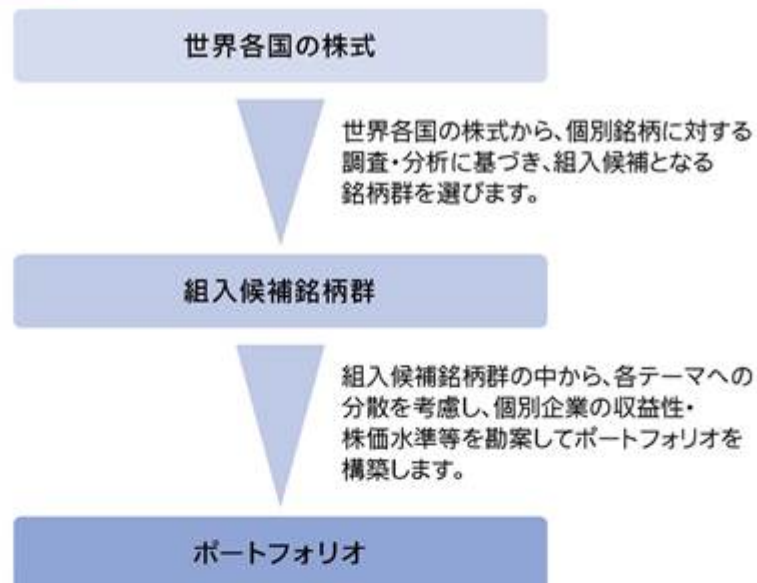 世界各国の株式
世界各国の株式から、個別銘柄に対する
調査・分析に基づき、組入候補となる
銘柄群を選びます。
組入候補銘柄群
組入候補銘柄群の中から、各テーマへの
分散を考慮し、個別企業の収益性・
株価水準等を勘案してポートフォリオを
構築します。
ポートフォリオ